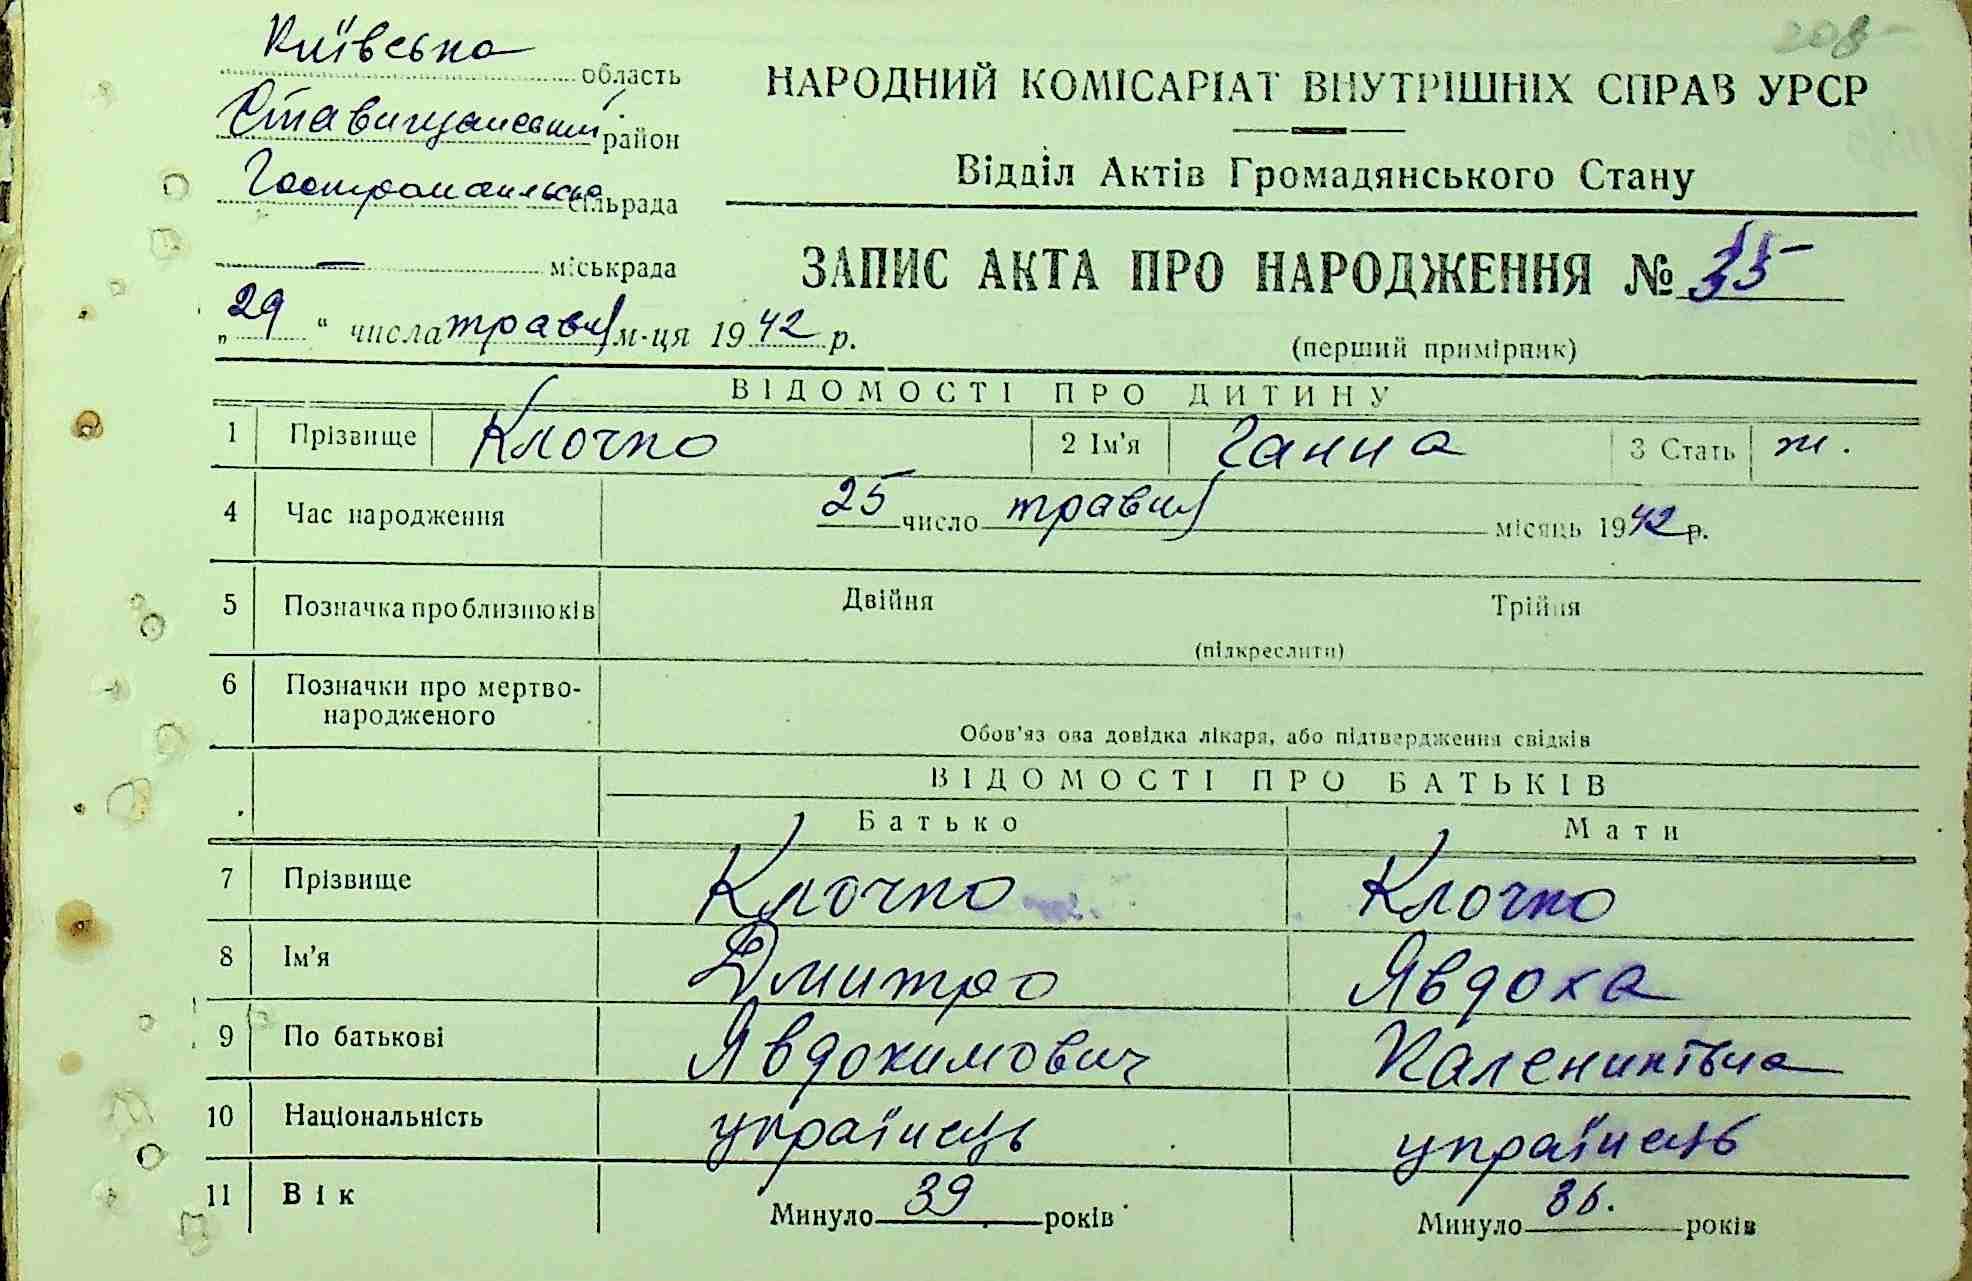 208
Київська область
Ставищанський район
Гостромогильська сільрада
— міськрада
НАРОДНИЙ КОМІСАРІАТ ВНУТРІШНІХ СПРАВ УРСР
Відділ Актів Громадянського Стану
ЗАПИС АКТА ПРО НАРОДЖЕННЯ № 35
„29“ числа травня м-ця 1942 р.
(перший примірник)
ВІДОМОСТІ ПРО ДИТИНУ
1 Прізвище Клочко 2 Ім'я Ганна 3 Стать ж.
4 Час народження 25 число травня місяць 1942 р.
5 Позначка про близнюків Двійня Трійня
(підкреслити)
6 Позначки про мертво-
народженого
Обов'яз ова довідка лікаря, або підтвердження свідків
ВІДОМОСТІ ПРО БАТЬКІВ
Батько Мати
7 Прізвище Клочко Клочко
8 Ім'я Дмитро Явдоха
9 По батькові Явдокимович Калениківна
10 Національність українець українець
11 Вік Минуло 39 років Минуло 36. років